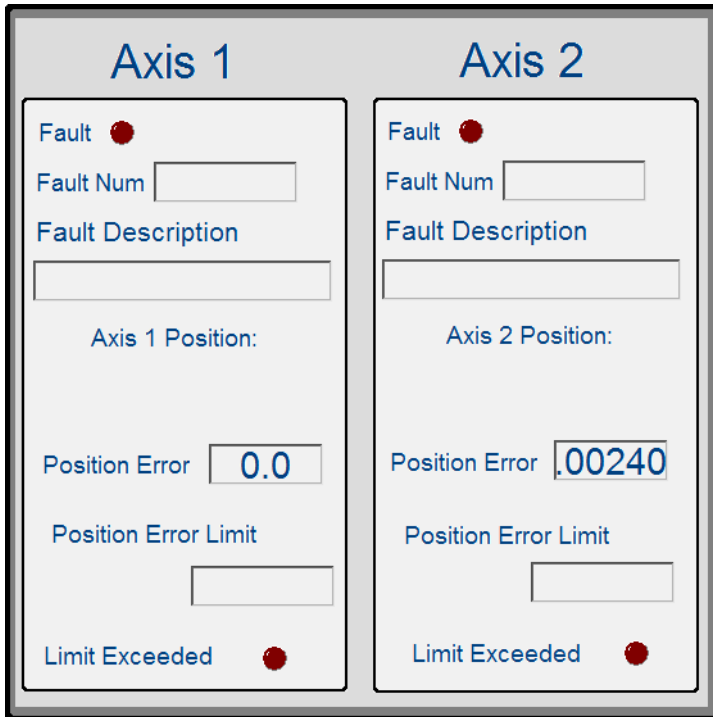 Axis 1
Fault
Fault Num
Fault Description
Axis 1 Position:
Position Error 0.0
Position Error Limit
Limit Exceeded
Axis 2
Fault
Fault Num
Fault Description
Axis 2 Position:
Position Error .00240
Position Error Limit
Limit Exceeded